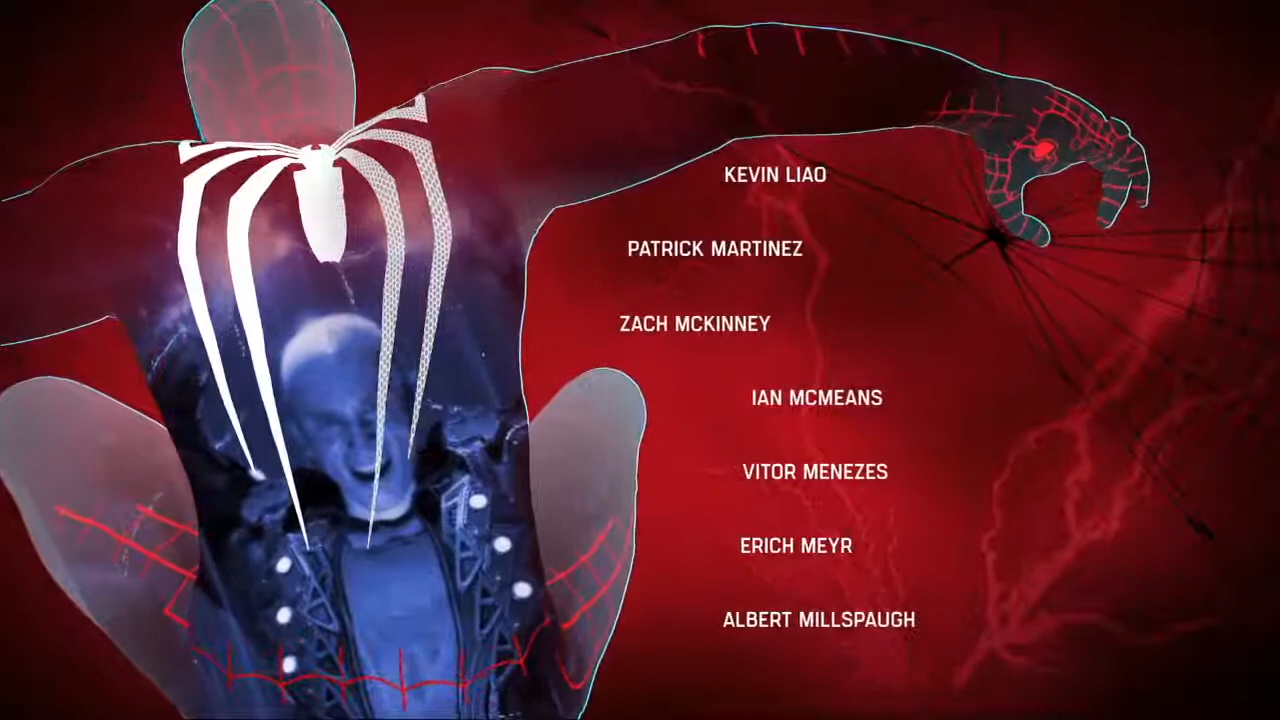 KEVIN LIAO
PATRICK MARTINEZ
ZACH MCKINNEY
IAN MCMEANS
VITOR MENEZES
ERICH MEYR
ALBERT MILLSPAUGH